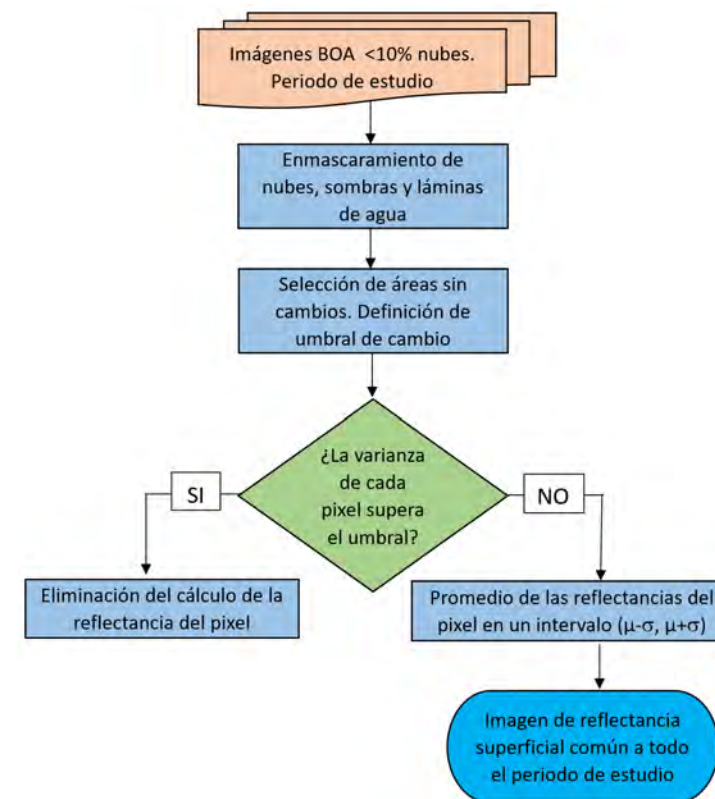 Imágenes BOA <10% nubes.
Periodo de estudio
Enmascaramiento de
nubes, sombras y láminas
de agua
Selección de áreas sin
cambios. Definición de
umbral de cambio
¿La varianza
de cada
pixel supera
el umbral?
SI
NO
Eliminación del cálculo de la
reflectancia del pixel
Promedio de las reflectancias del
pixel en un intervalo (μ-σ, μ+σ)
Imagen de reflectancia
superficial común a todo
el periodo de estudio